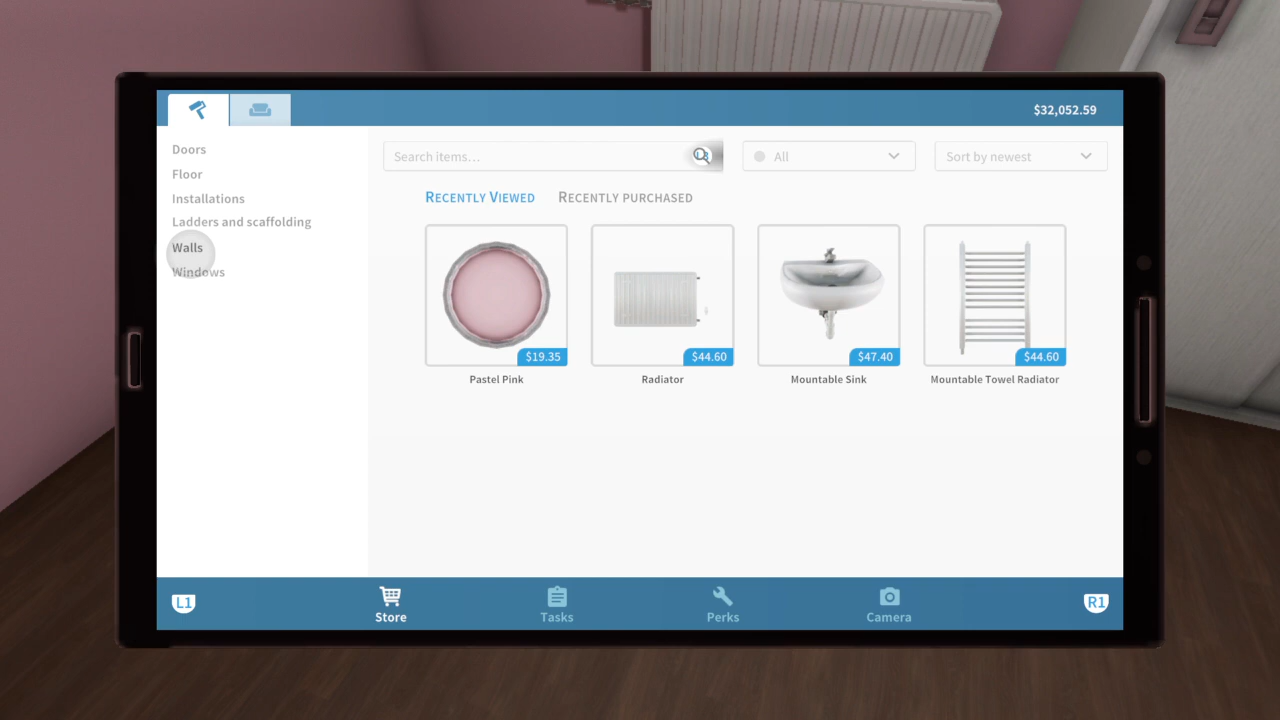 $32,052.59
Doors
Floor
Installations
Ladders and scaffolding
Walls
Windows
Search items...
All
Sort by newest
Recently Viewed
Recently purchased
$19.35
$44.60
$47.40
$44.60
Pastel Pink
Radiator
Mountable Sink
Mountable Towel Radiator
L1
Store
Tasks
Perks
Camera
R1